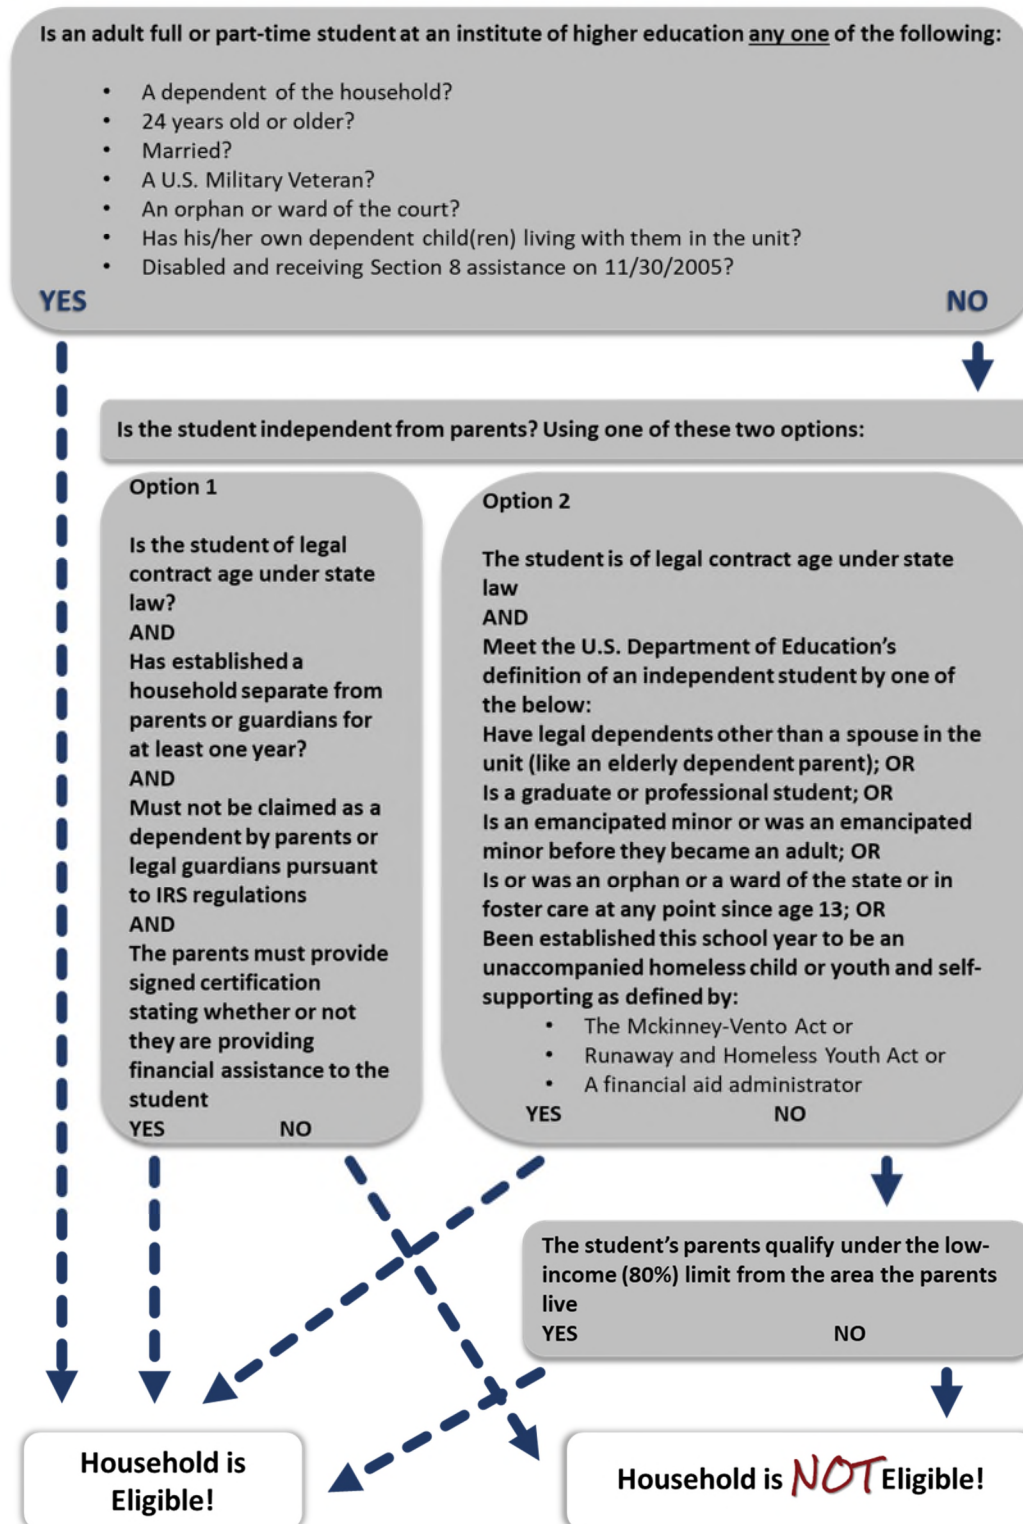 Is an adult full or part-time student at an institute of higher education any one of the following:
• A dependent of the household?
• 24 years old or older?
• Married?
• A U.S. Military Veteran?
• An orphan or ward of the court?
• Has his/her own dependent child(ren) living with them in the unit?
• Disabled and receiving Section 8 assistance on 11/30/2005?
YES NO
Is the student independent from parents? Using one of these two options:
Option 1
Is the student of legal
contract age under state
law?
AND
Has established a
household separate from
parents or guardians for
at least one year?
AND
Must not be claimed as a
dependent by parents or
legal guardians pursuant
to IRS regulations
AND
The parents must provide
signed certification
stating whether or not
they are providing
financial assistance to the
student
YES NO
Option 2
The student is of legal contract age under state
law
AND
Meet the U.S. Department of Education's
definition of an independent student by one of
the below:
Have legal dependents other than a spouse in the
unit (like an elderly dependent parent); OR
Is a graduate or professional student; OR
Is an emancipated minor or was an emancipated
minor before they became an adult; OR
Is or was an orphan or a ward of the state or in
foster care at any point since age 13; OR
Been established this school year to be an
unaccompanied homeless child or youth and self-
supporting as defined by:
• The Mckinney-Vento Act or
• Runaway and Homeless Youth Act or
• A financial aid administrator
YES NO
The student's parents qualify under the low-
income (80%) limit from the area the parents
live
YES NO
Household is
Eligible!
Household is NOT Eligible!